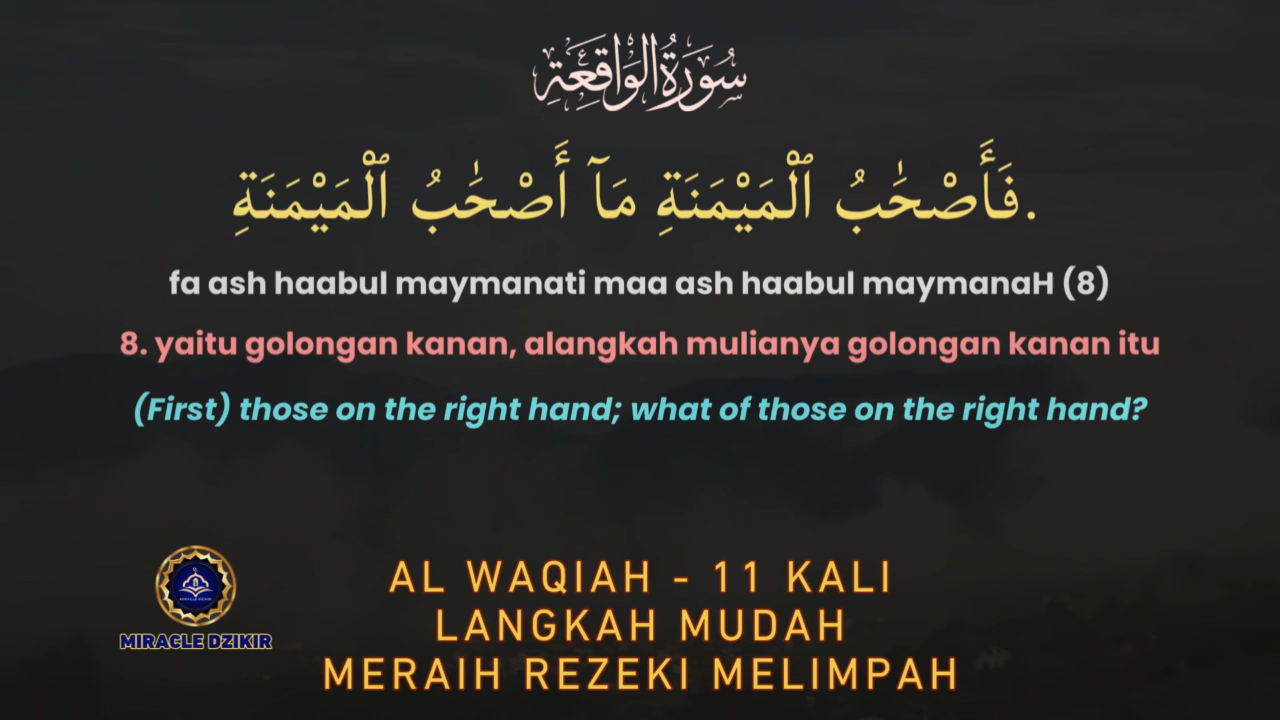 سُورَةُ الوَاقِعَةِ
فَأَصْحَٰبُ ٱلْمَيْمَنَةِ مَآ أَصْحَٰبُ ٱلْمَيْمَنَةِ.
fa ash haabul maymanati maa ash haabul maymanaH (8)
8. yaitu golongan kanan, alangkah mulianya golongan kanan itu
(First) those on the right hand; what of those on the right hand?
AL WAQIAH - 11 KALI
LANGKAH MUDAH
MERAIH REZEKI MELIMPAH
MIRACLE DZIKIR
MIRACLE DZIKIR